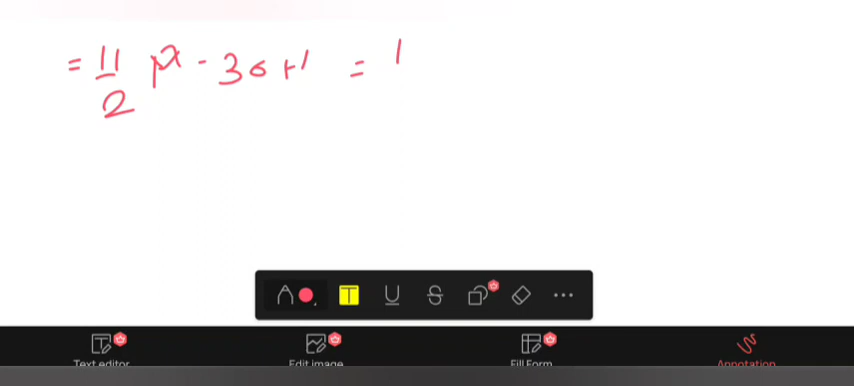 = 11/2 x - 30 + 1 = 1
T U S
Text editor Edit image Fill Form Annotation